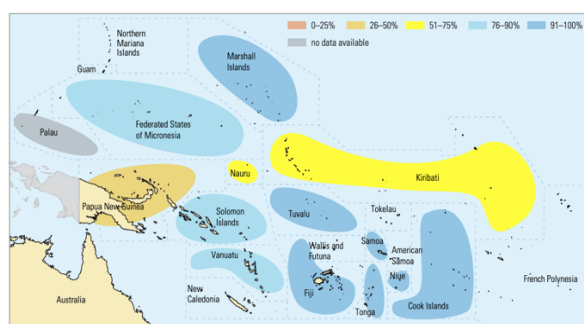 0–25%
26–50%
51–75%
76–90%
91–100%
no data available
Northern
Mariana
Islands
Guam
Marshall
Islands
Palau
Federated States
of Micronesia
Nauru
Kiribati
Papua New Guinea
Solomon
Islands
Tuvalu
Tokelau
Vanuatu
Wallis and
Futuna
Samoa
American
Samoa
Niue
Fiji
New
Caledonia
Tonga
Cook Islands
French Polynesia
Australia